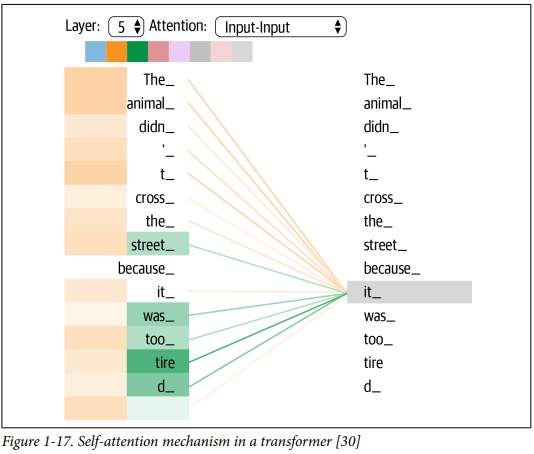 Layer: 5 Attention: Input-Input
The_ The_
animal_ animal_
didn_ didn_
'_ '_
t_ t_
cross_ cross_
the_ the_
street_ street_
because_ because_
it_ it_
was_ was_
too_ too_
tire tire
d_ d_
Figure 1-17. Self-attention mechanism in a transformer [30]